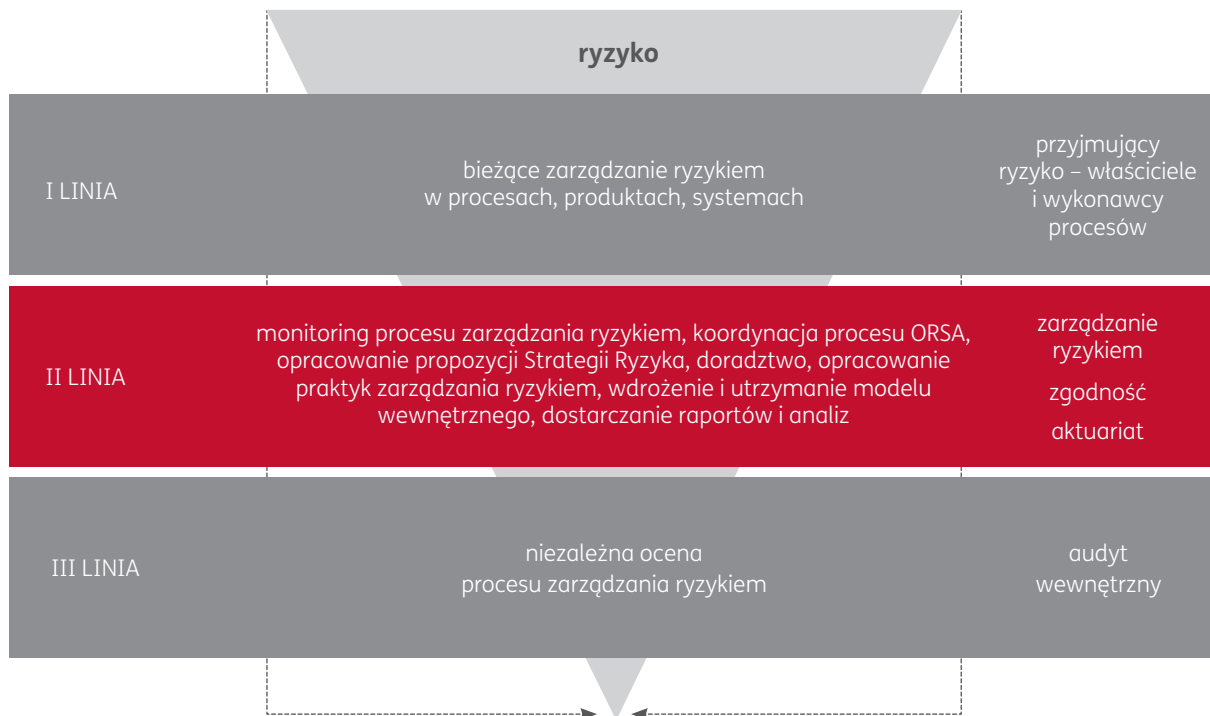 ryzyko
I LINIA
bieżące zarządzanie ryzykiem
w procesach, produktach, systemach
przyjmujący
ryzyko – właściciele
i wykonawcy
procesów
II LINIA
monitoring procesu zarządzania ryzykiem, koordynacja procesu ORSA,
opracowanie propozycji Strategii Ryzyka, doradztwo, opracowanie
praktyk zarządzania ryzykiem, wdrożenie i utrzymanie modelu
wewnętrznego, dostarczanie raportów i analiz
zarządzanie
ryzykiem
zgodność
aktuariat
III LINIA
niezależna ocena
procesu zarządzania ryzykiem
audyt
wewnętrzny